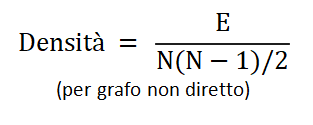 Densità = E / N(N − 1)/2
(per grafo non diretto)